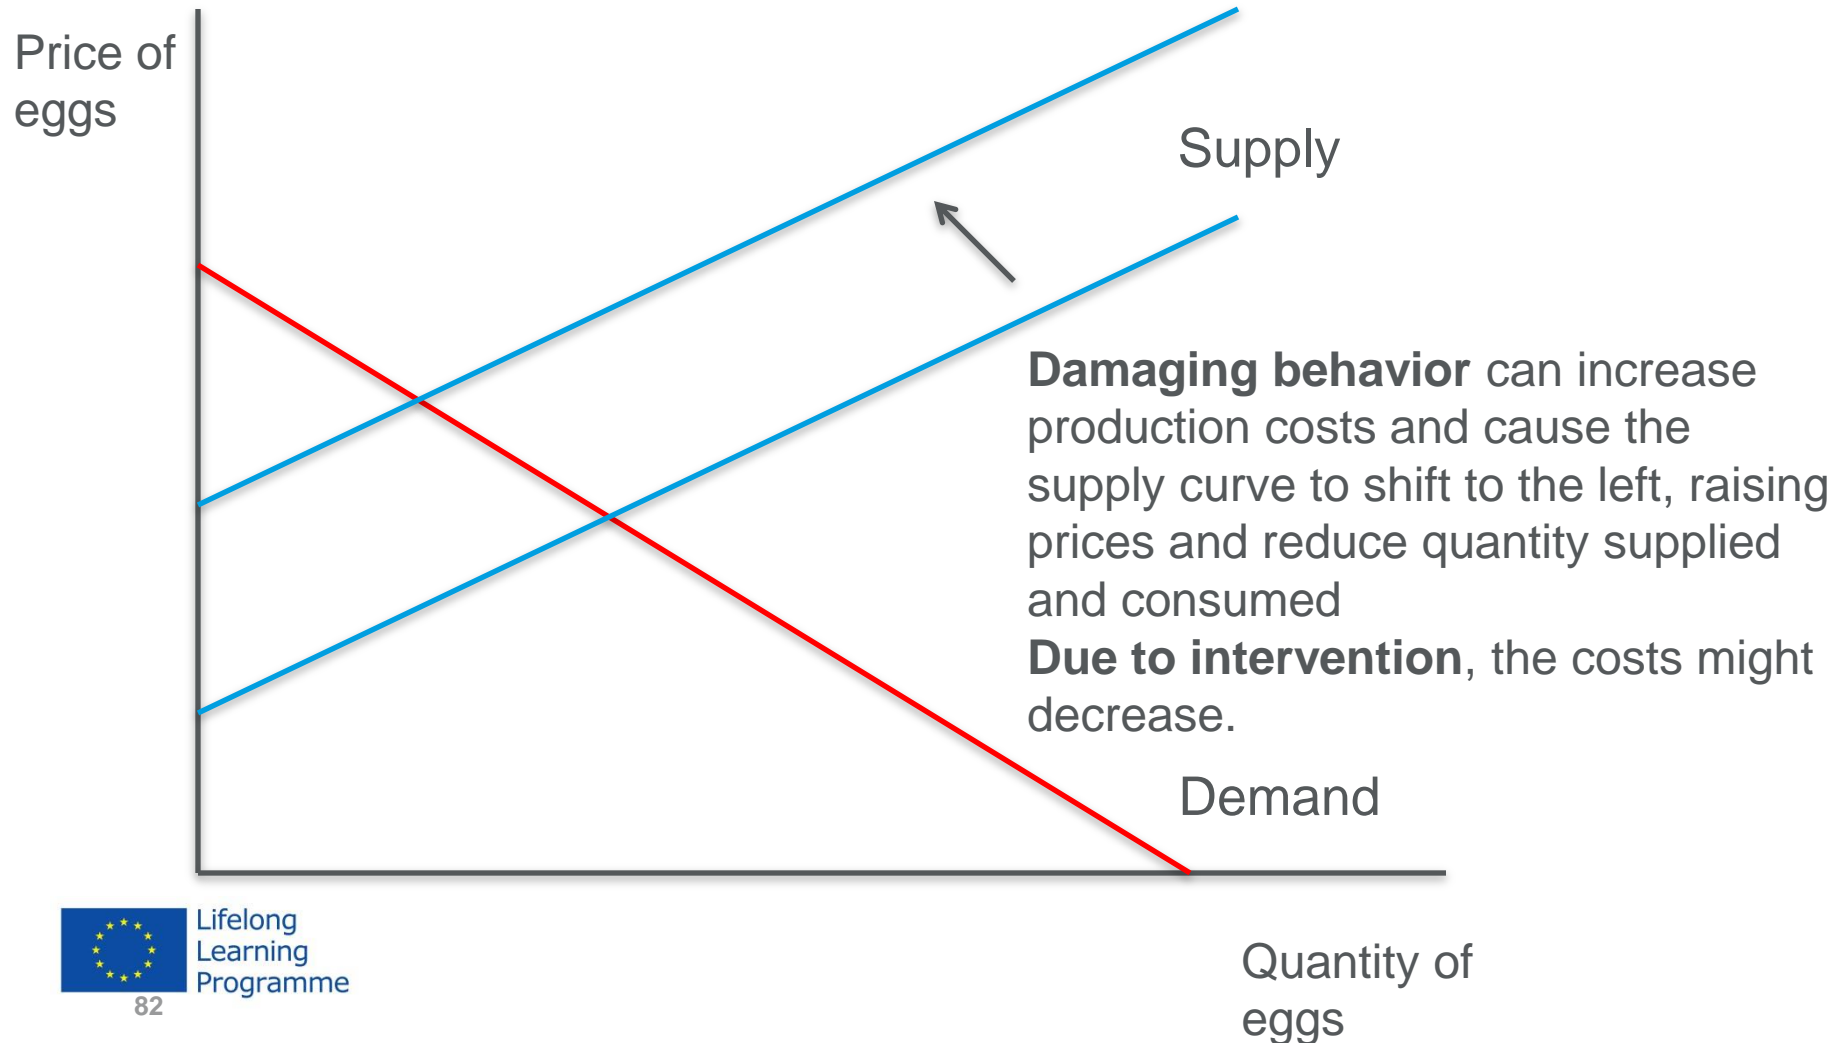 Price of
eggs
Supply
Damaging behavior can increase
production costs and cause the
supply curve to shift to the left, raising
prices and reduce quantity supplied
and consumed
Due to intervention, the costs might
decrease.
Demand
Lifelong
Learning
Programme
82
Quantity of
eggs